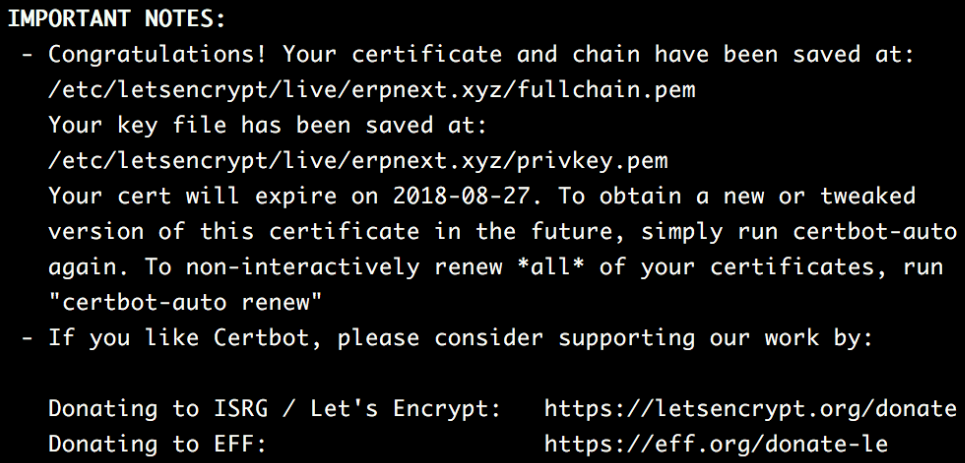 IMPORTANT NOTES:
- Congratulations! Your certificate and chain have been saved at:
/etc/letsencrypt/live/erpnext.xyz/fullchain.pem
Your key file has been saved at:
/etc/letsencrypt/live/erpnext.xyz/privkey.pem
Your cert will expire on 2018-08-27. To obtain a new or tweaked
version of this certificate in the future, simply run certbot-auto
again. To non-interactively renew *all* of your certificates, run
"certbot-auto renew"
- If you like Certbot, please consider supporting our work by:
Donating to ISRG / Let's Encrypt:   https://letsencrypt.org/donate
Donating to EFF:                    https://eff.org/donate-le